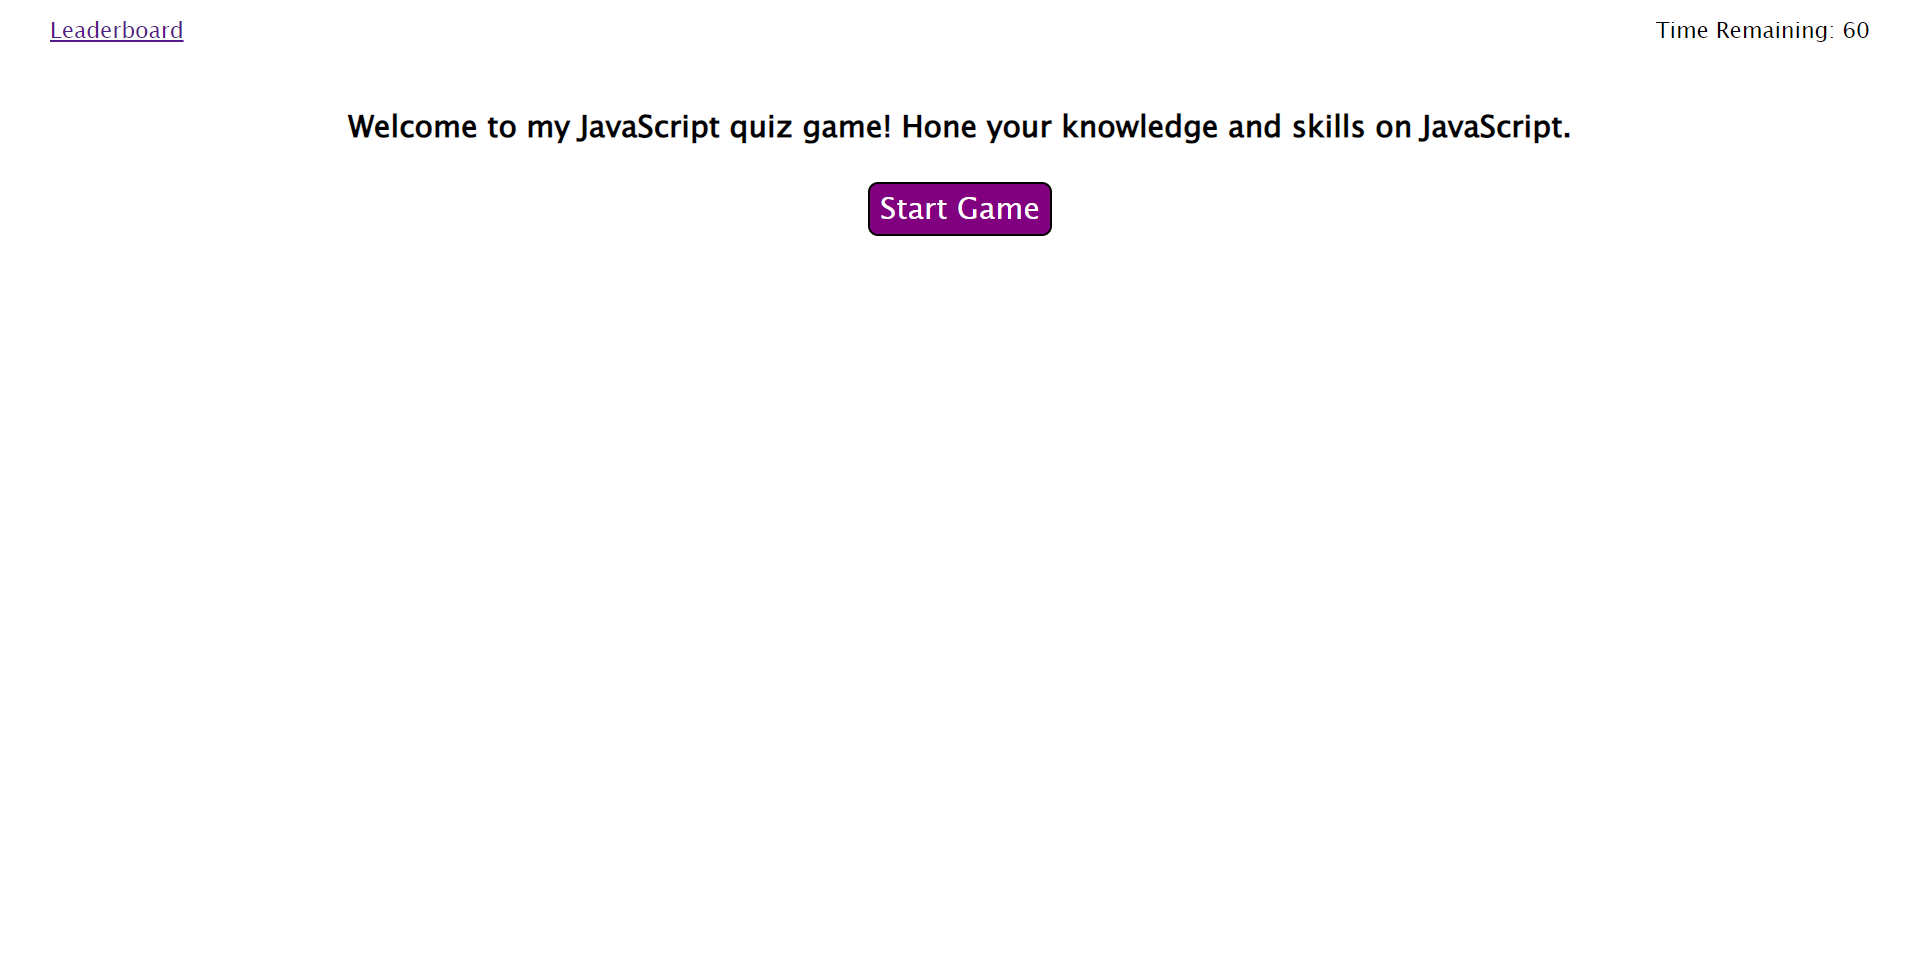 Leaderboard
Time Remaining: 60
Welcome to my JavaScript quiz game! Hone your knowledge and skills on JavaScript.
Start Game